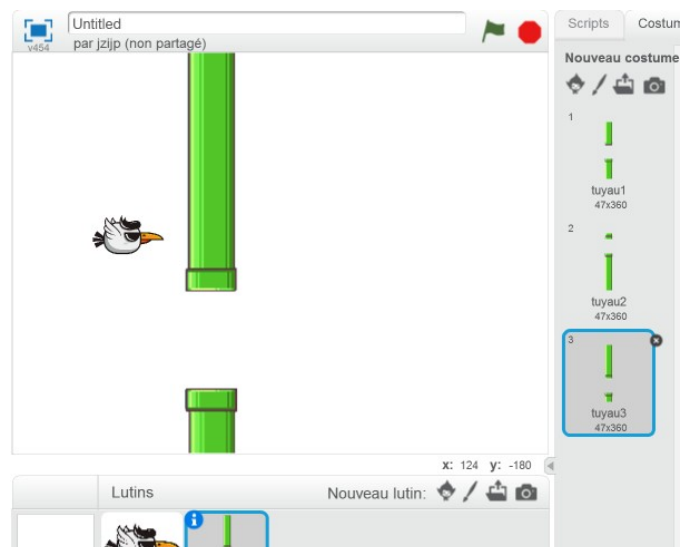 Untitled
v454
par jzijp (non partagé)
Scripts
Costum
Nouveau costume
1
tuyau1
47x360
2
tuyau2
47x360
3
tuyau3
47x360
x: 124 y: -180
Lutins
Nouveau lutin: